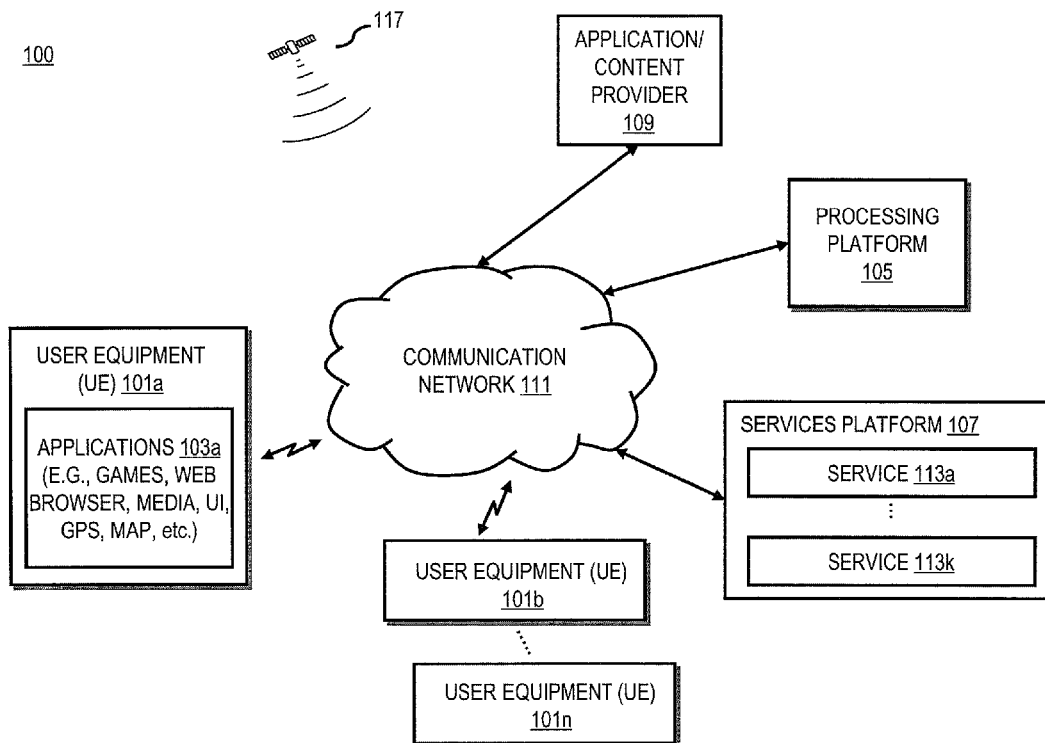 100
117
APPLICATION/
CONTENT
PROVIDER
109
PROCESSING
PLATFORM
105
COMMUNICATION
NETWORK 111
USER EQUIPMENT
(UE) 101a
APPLICATIONS 103a
(E.G., GAMES, WEB
BROWSER, MEDIA, UI,
GPS, MAP, etc.)
SERVICES PLATFORM 107
SERVICE 113a
SERVICE 113k
USER EQUIPMENT (UE)
101b
USER EQUIPMENT (UE)
101n